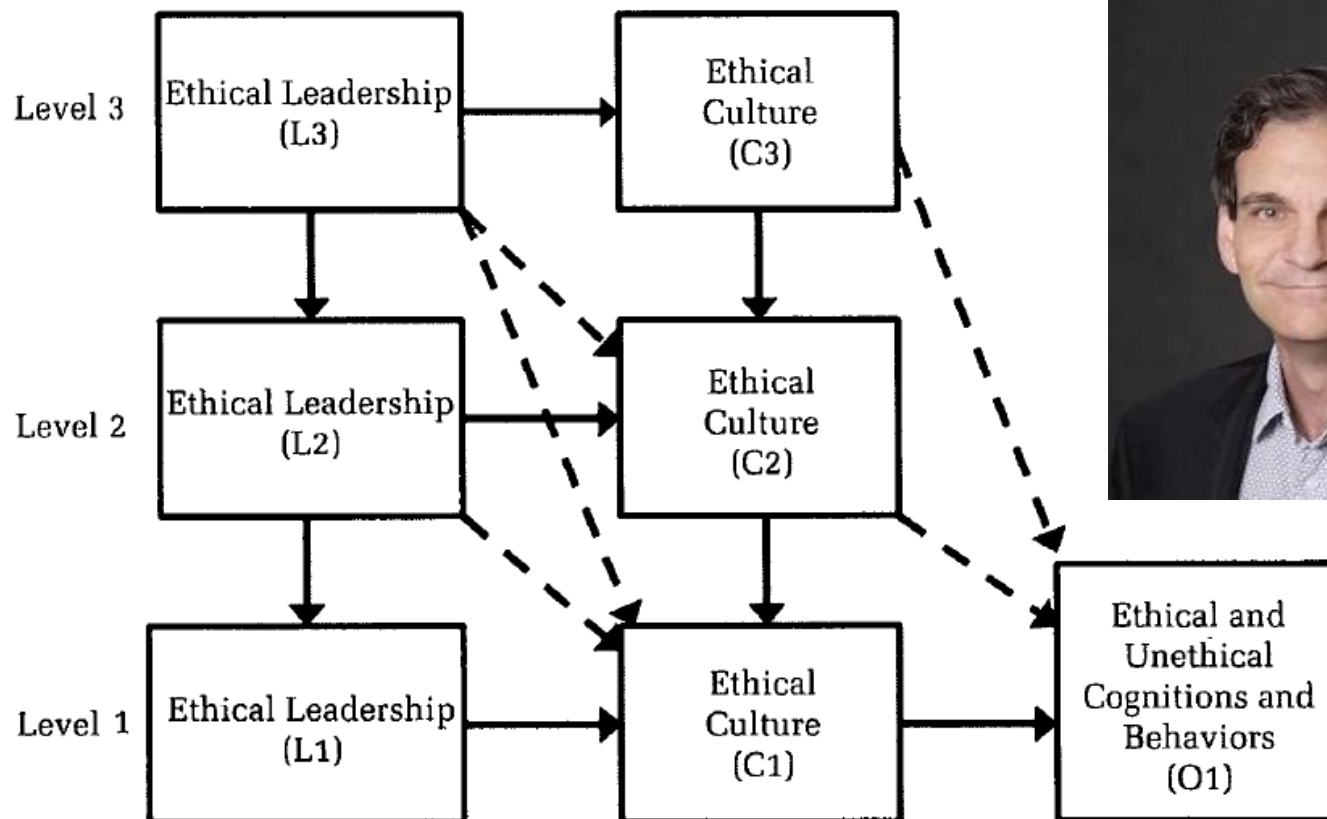 Level 3
Ethical Leadership
(L3)
Ethical
Culture
(C3)
Level 2
Ethical Leadership
(L2)
Ethical
Culture
(C2)
Level 1
Ethical Leadership
(L1)
Ethical
Culture
(C1)
Ethical and
Unethical
Cognitions and
Behaviors
(O1)